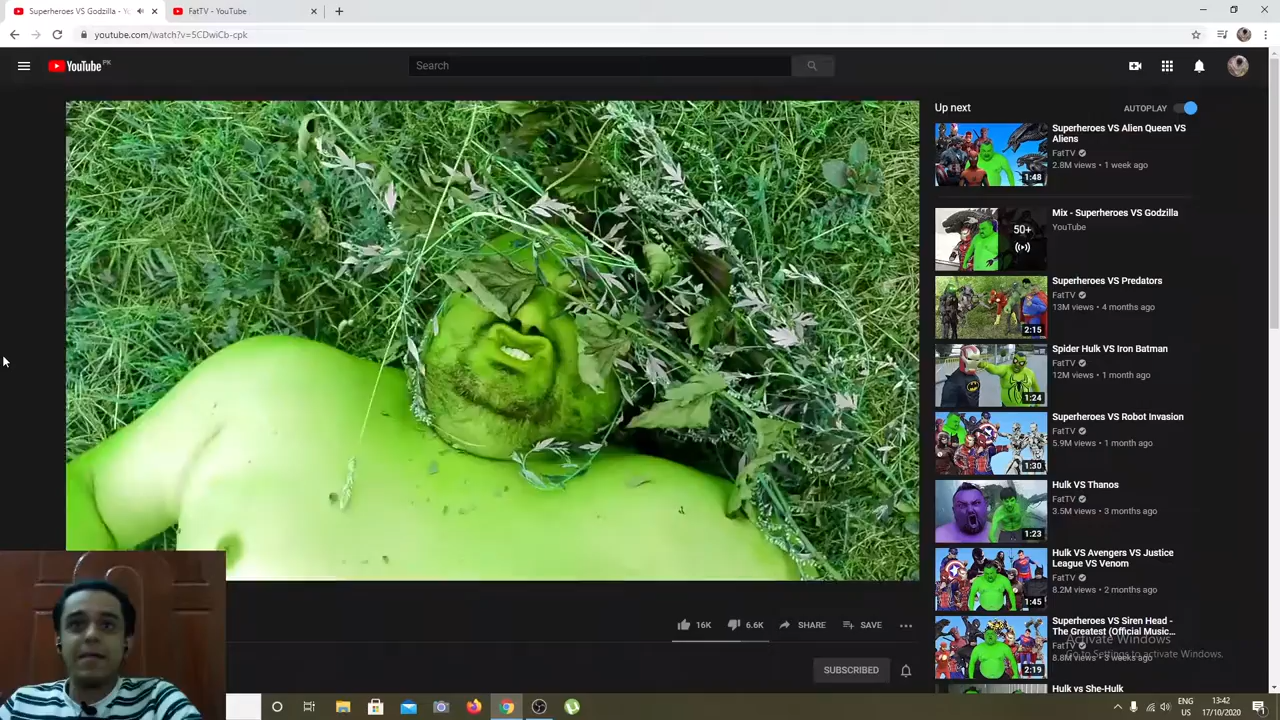 Superheroes VS Godzilla - Yo
FatTV - YouTube
youtube.com/watch?v=5CDwiCb-cpk
YouTube PK
Search
Up next
AUTOPLAY
Superheroes VS Alien Queen VS
Aliens
FatTV
2.8M views • 1 week ago
1:48
Mix - Superheroes VS Godzilla
YouTube
50+
Superheroes VS Predators
FatTV
13M views • 4 months ago
2:15
Spider Hulk VS Iron Batman
FatTV
12M views • 1 month ago
1:24
Superheroes VS Robot Invasion
FatTV
5.9M views • 1 month ago
1:30
Hulk VS Thanos
FatTV
3.5M views • 3 months ago
1:23
Hulk VS Avengers VS Justice
League VS Venom
FatTV
8.2M views • 2 months ago
1:45
Superheroes VS Siren Head -
The Greatest (Official Music...
FatTV
8.8M views • 3 weeks ago
2:19
Hulk vs She-Hulk
16K
6.6K
SHARE
SAVE
SUBSCRIBED
Activate Windows
Go to Settings to activate Windows.
ENG
US
13:42
17/10/2020